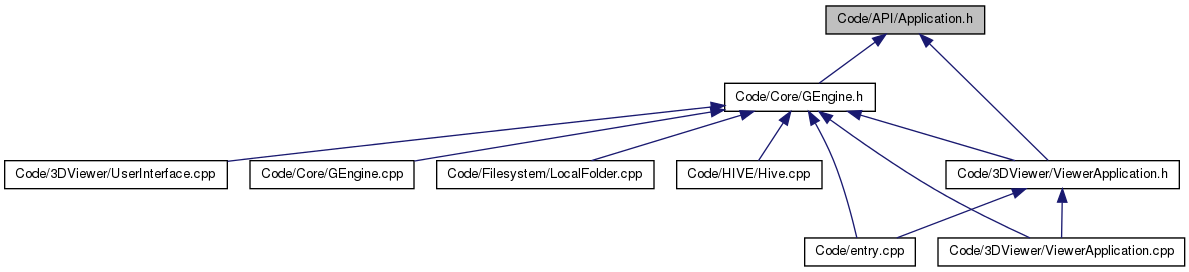 Code/API/Application.h
Code/Core/GEngine.h
Code/3DViewer/UserInterface.cpp
Code/Core/GEngine.cpp
Code/Filesystem/LocalFolder.cpp
Code/HIVE/Hive.cpp
Code/3DViewer/ViewerApplication.h
Code/entry.cpp
Code/3DViewer/ViewerApplication.cpp